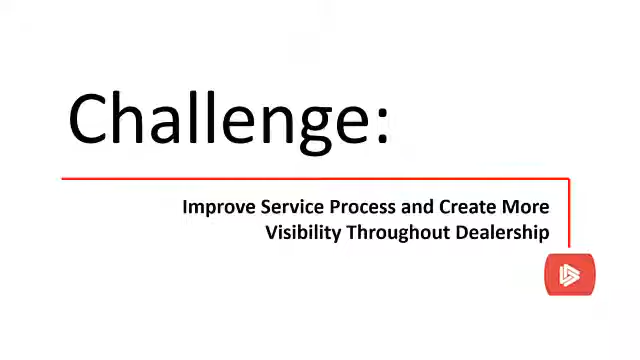 Challenge:
Improve Service Process and Create More
Visibility Throughout Dealership